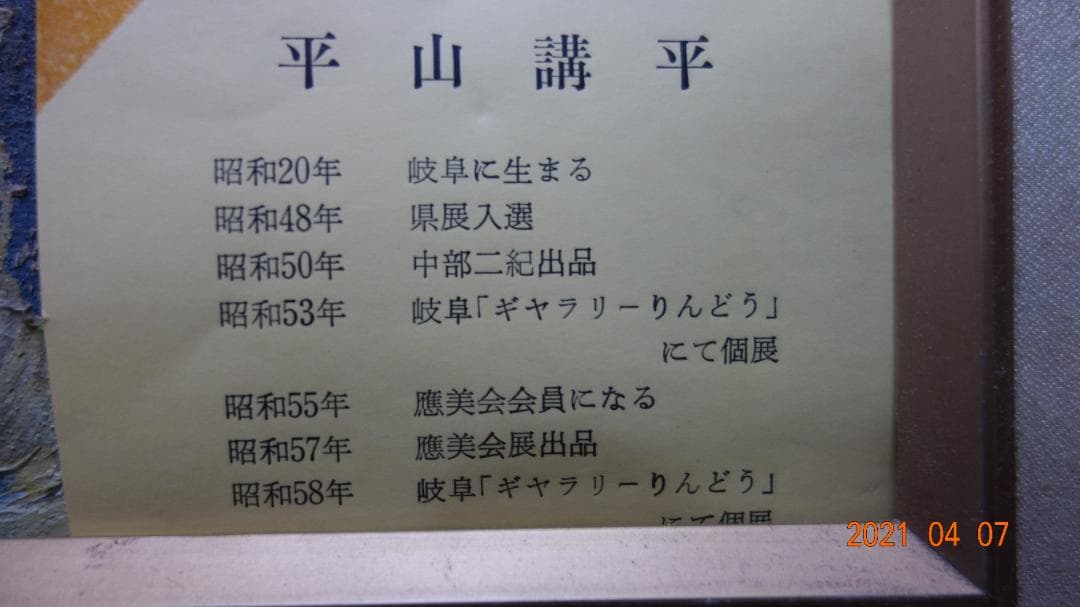 平山講平
昭和20年 岐阜に生まる
昭和48年 県展入選
昭和50年 中部二紀出品
昭和53年 岐阜「ギヤラリーりんどう」
にて個展
昭和55年 應美会会員になる
昭和57年 應美会展出品
昭和58年 岐阜「ギヤラリーりんどう」
にて個展
2021 04 07